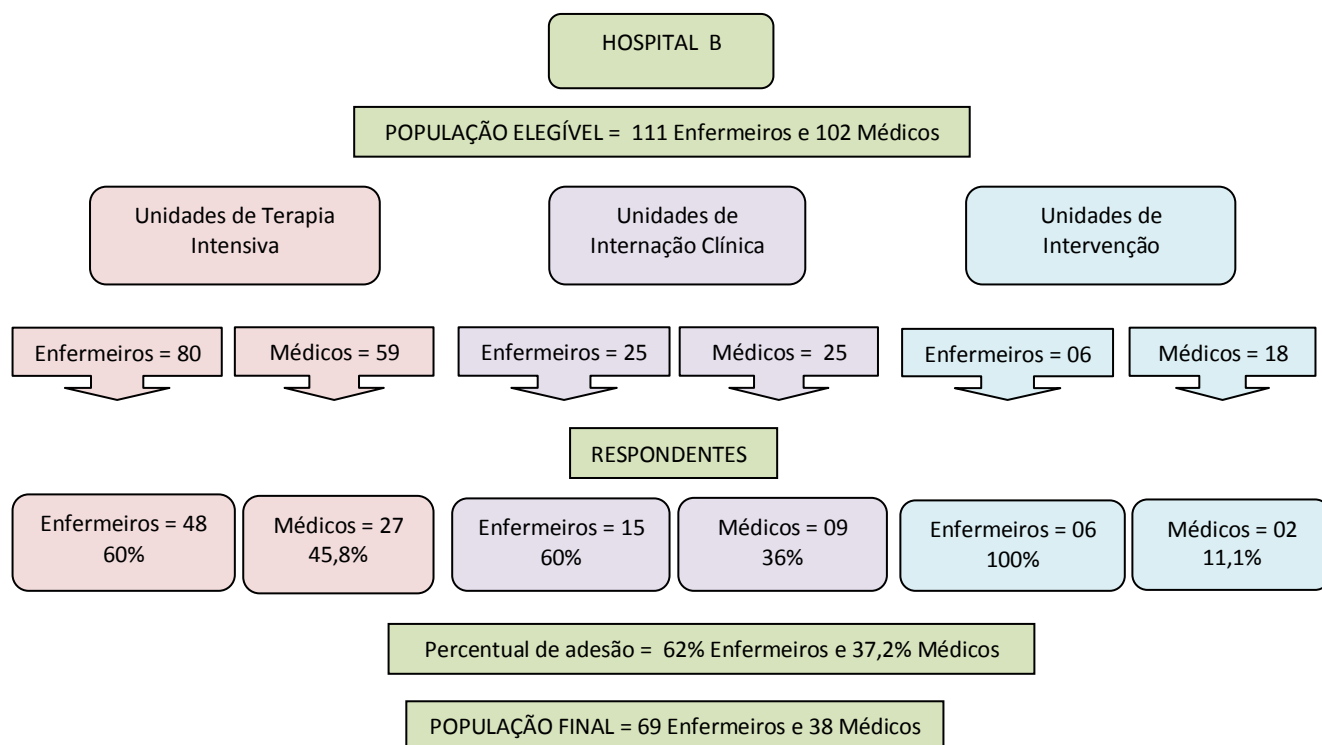 HOSPITAL B
POPULAÇÃO ELEGÍVEL = 111 Enfermeiros e 102 Médicos
Unidades de Terapia
Intensiva
Unidades de
Internação Clínica
Unidades de
Intervenção
Enfermeiros = 80
Médicos = 59
Enfermeiros = 25
Médicos = 25
Enfermeiros = 06
Médicos = 18
RESPONDENTES
Enfermeiros = 48
60%
Médicos = 27
45,8%
Enfermeiros = 15
60%
Médicos = 09
36%
Enfermeiros = 06
100%
Médicos = 02
11,1%
Percentual de adesão = 62% Enfermeiros e 37,2% Médicos
POPULAÇÃO FINAL = 69 Enfermeiros e 38 Médicos